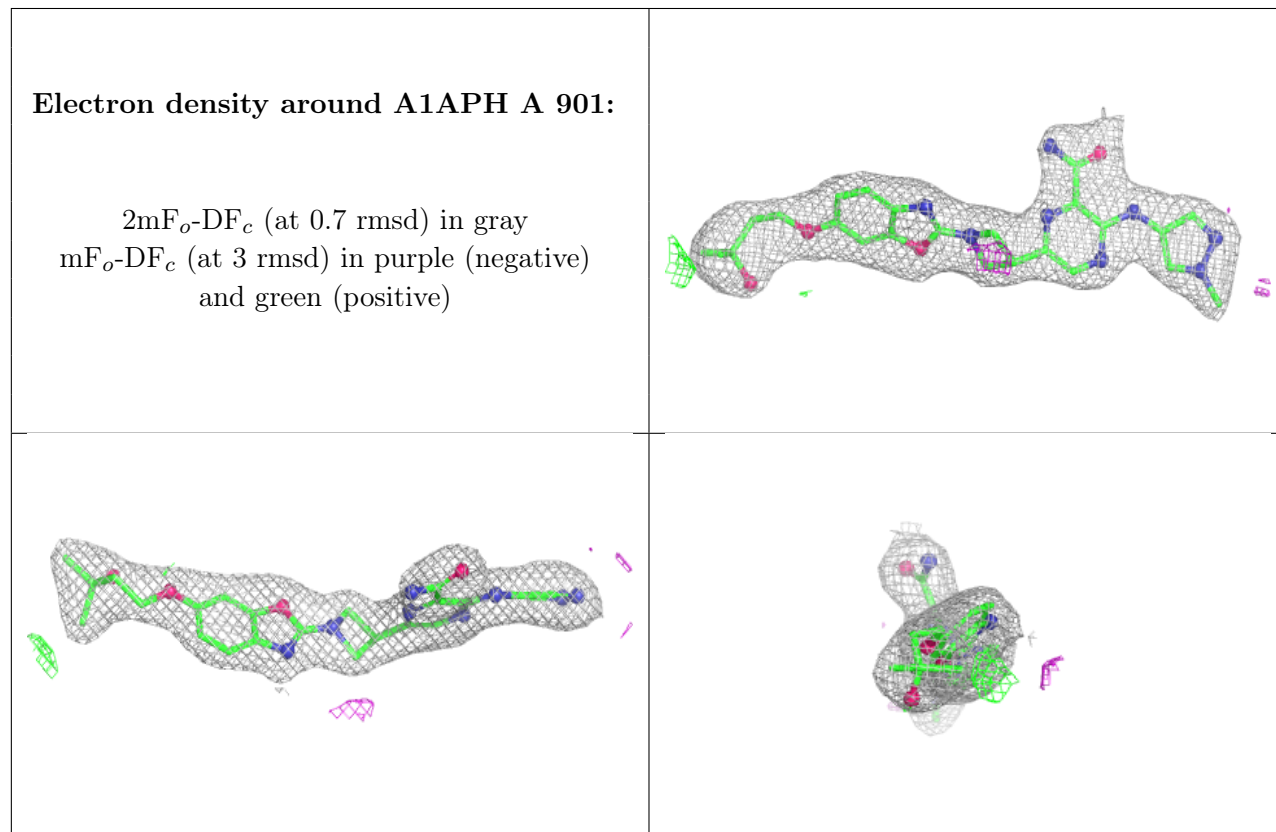 Electron density around A1APH A 901:
2mFo-DFc (at 0.7 rmsd) in gray
mFo-DFc (at 3 rmsd) in purple (negative)
and green (positive)